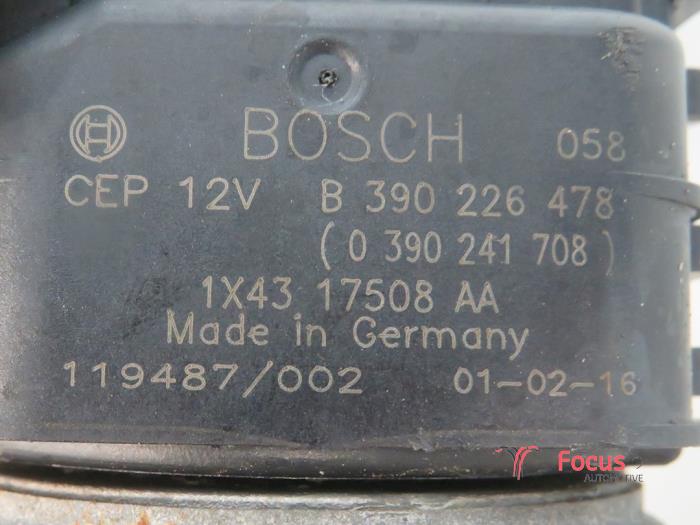 BOSCH 058
CEP 12V B 390 226 478
(0 390 241 708)
1X43 17508 AA
Made in Germany
119487/002 01-02-16
Focus
AUTOMOTIVE